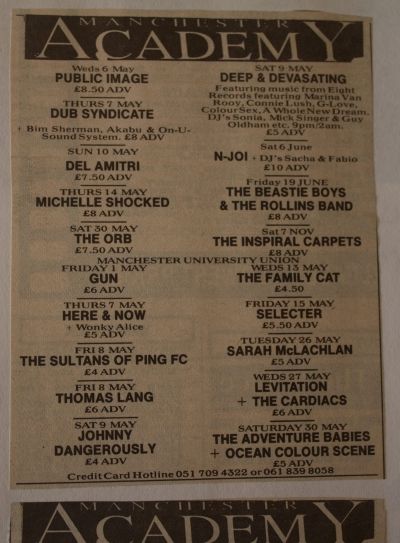 MANCHESTER
ACADEMY
Weds 6 May
PUBLIC IMAGE
£8.50 ADV
THURS 7 MAY
DUB SYNDICATE
+ Bim Sherman, Akabu & On-U-
Sound System. £8 ADV
SUN 10 MAY
DEL AMITRI
£7.50 ADV
THURS 14 MAY
MICHELLE SHOCKED
£8 ADV
SAT 30 MAY
THE ORB
£7.50 ADV
SAT 9 MAY
DEEP & DEVASATING
Featuring music from Eight
Records featuring Marina Van
Rooy, Connie Lush, G-Love,
Colour Sex, A Whole New Dream.
DJ's Sonia, Mick Singer & Guy
Oldham etc. 9pm/2am.
£5 ADV
Sat 6 June
N-JOI + DJ's Sacha & Fabio
£10 ADV
Friday 19 JUNE
THE BEASTIE BOYS
& THE ROLLINS BAND
£8 ADV
Sat 7 NOV
THE INSPIRAL CARPETS
£8 ADV
MANCHESTER UNIVERSITY UNION
FRIDAY 1 MAY
GUN
£6 ADV
THURS 7 MAY
HERE & NOW
+ Wonky Alice
£5 ADV
FRI 8 MAY
THE SULTANS OF PING FC
£4 ADV
FRI 8 MAY
THOMAS LANG
£6 ADV
SAT 9 MAY
JOHNNY
DANGEROUSLY
£4 ADV
WEDS 13 MAY
THE FAMILY CAT
£4.50
FRIDAY 15 MAY
SELECTER
£5.50 ADV
TUESDAY 26 MAY
SARAH McLACHLAN
£5 ADV
WEDS 27 MAY
LEVITATION
+ THE CARDIACS
£6 ADV
SATURDAY 30 MAY
THE ADVENTURE BABIES
+ OCEAN COLOUR SCENE
£5 ADV
Credit Card Hotline 051 709 4322 or 061 839 8058
MANCHESTER
ACADEMY